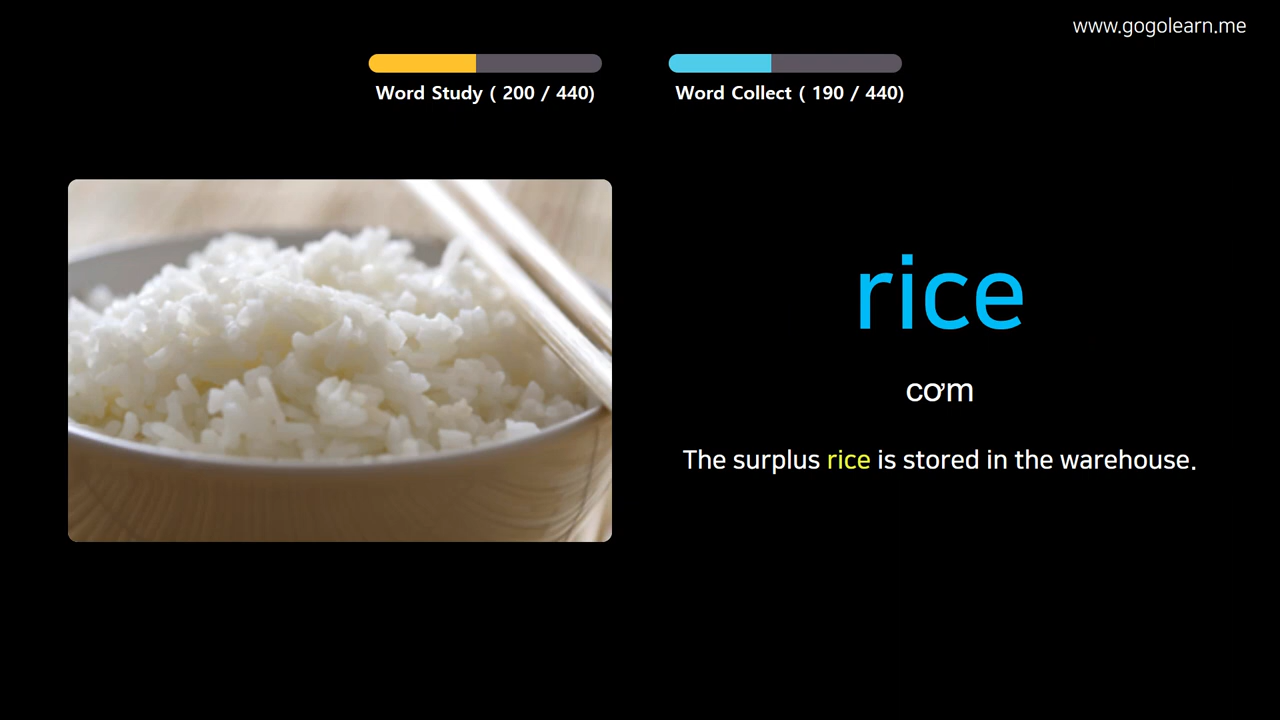 www.gogolearn.me
Word Study ( 200 / 440)
Word Collect ( 190 / 440)
rice
cơm
The surplus rice is stored in the warehouse.